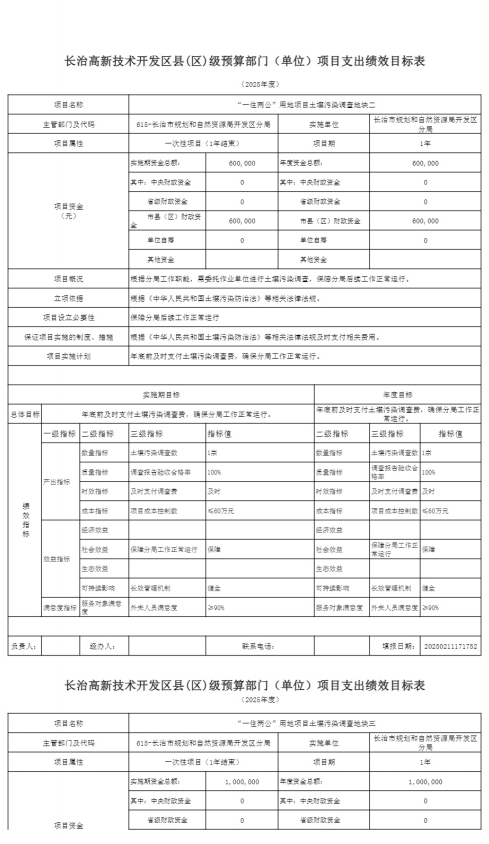 长治高新技术开发区县(区)级预算部门（单位）项目支出绩效目标表
（2025年度）
项目名称 “一住两公”用地项目土壤污染调查地块二
主管部门及代码 615-长治市规划和自然资源局开发区分局 实施单位 长治市规划和自然资源局开发区分局
项目属性 一次性项目（1年结束） 项目期 1年
项目资金（元） 实施期资金总额： 600,000 年度资金总额： 600,000
其中：中央财政资金 0 其中：中央财政资金 0
省级财政资金 0 省级财政资金 0
市县（区）财政资金 600,000 市县（区）财政资金 600,000
单位自筹 0 单位自筹 0
其他资金 其他资金
项目概况 根据分局工作职能，需委托作业单位进行土壤污染调查，保障分局后续工作正常运行。
立项依据 根据《中华人民共和国土壤污染防治法》等相关法律法规。
项目设立必要性 保障分局后续工作正常运行
保证项目实施的制度、措施 根据《中华人民共和国土壤污染防治法》等相关法律法规及时支付相关费用。
项目实施计划 年底前及时支付土壤污染调查费，确保分局工作正常运行。
实施期目标 年度目标
总体目标 年底前及时支付土壤污染调查费，确保分局工作正常运行。 年底前及时支付土壤污染调查费，确保分局工作正常运行。
绩效指标 一级指标 二级指标 三级指标 指标值 二级指标 三级指标 指标值
产出指标 数量指标 土壤污染调查数 1宗 数量指标 土壤污染调查数 1宗
质量指标 调查报告验收合格率 100% 质量指标 调查报告验收合格率 100%
时效指标 及时支付调查费 及时 时效指标 及时支付调查费 及时
成本指标 项目成本控制数 ≤60万元 成本指标 项目成本控制数 ≤60万元
效益指标 经济效益 经济效益
社会效益 保障分局工作正常运行 保障 社会效益 保障分局工作正常运行 保障
生态效益 生态效益
可持续影响 长效管理机制 健全 可持续影响 长效管理机制 健全
满意度指标 服务对象满意度 外来人员满意度 ≥90% 服务对象满意度 外来人员满意度 ≥90%
负责人： 经办人： 联系电话： 填报日期： 20250211171752
长治高新技术开发区县(区)级预算部门（单位）项目支出绩效目标表
（2025年度）
项目名称 “一住两公”用地项目土壤污染调查地块三
主管部门及代码 615-长治市规划和自然资源局开发区分局 实施单位 长治市规划和自然资源局开发区分局
项目属性 一次性项目（1年结束） 项目期 1年
实施期资金总额： 1,000,000 年度资金总额： 1,000,000
其中：中央财政资金 0 其中：中央财政资金 0
项目资金 省级财政资金 0 省级财政资金 0